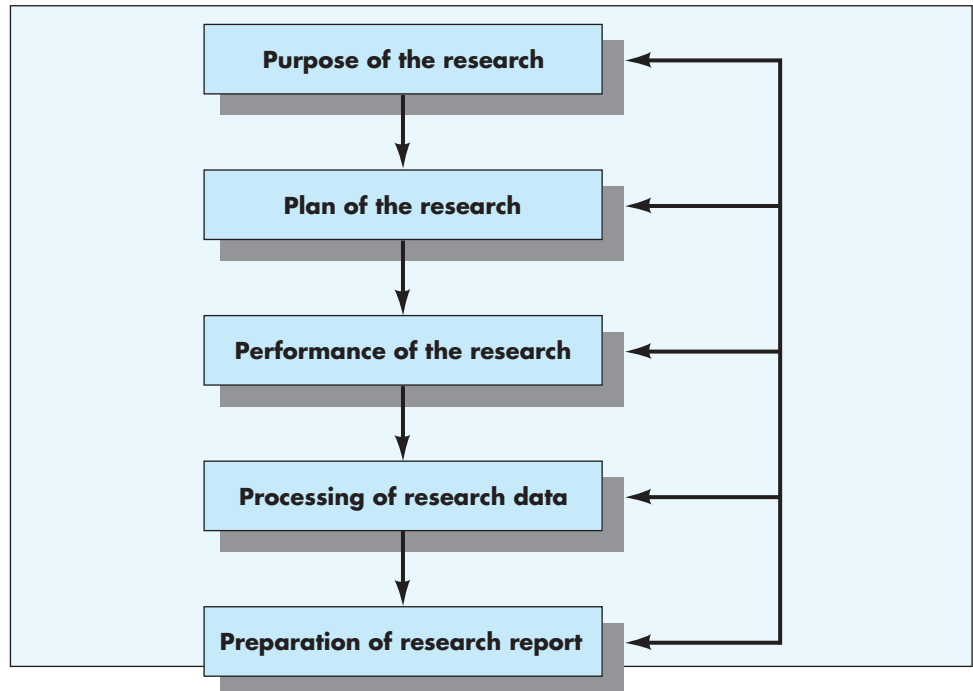 Purpose of the research
Plan of the research
Performance of the research
Processing of research data
Preparation of research report